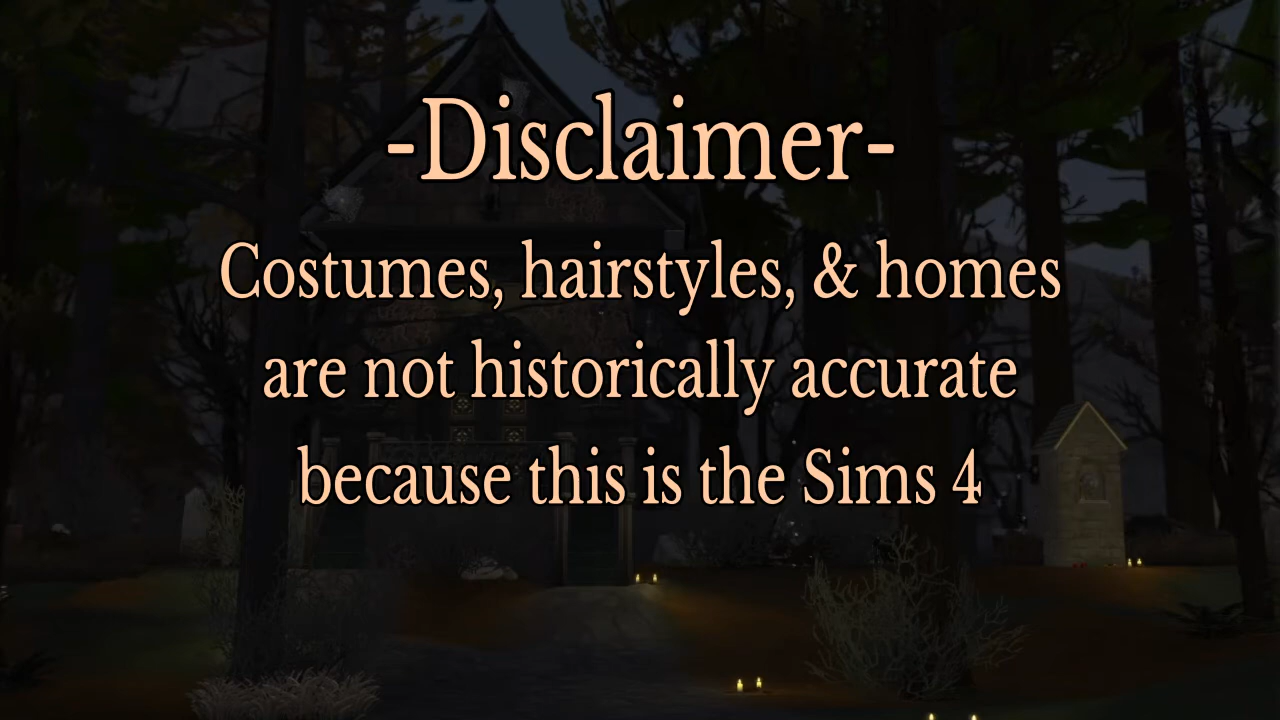 -Disclaimer-
Costumes, hairstyles, & homes
are not historically accurate
because this is the Sims 4